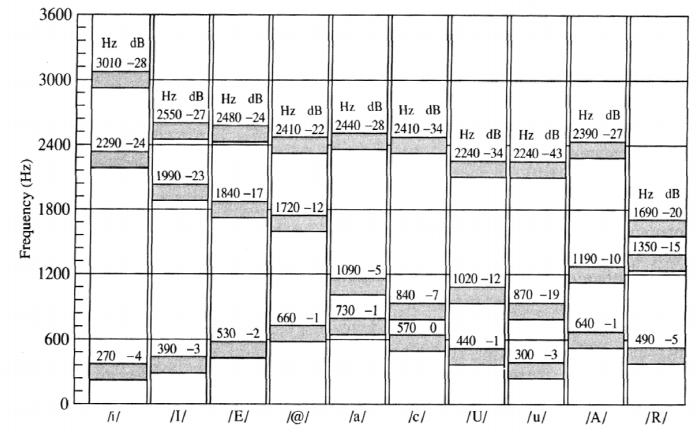 3600
3000
2400
1800
1200
600
0
Frequency (Hz)
Hz dB
3010 −28
2290 −24
270 −4
/i/
Hz dB
2550 −27
1990 −23
390 −3
/I/
Hz dB
2480 −24
1840 −17
530 −2
/E/
Hz dB
2410 −22
1720 −12
660 −1
/@/
Hz dB
2440 −28
1090 −5
730 −1
/a/
Hz dB
2410 −34
840 −7
570 0
/c/
Hz dB
2240 −34
1020 −12
440 −1
/U/
Hz dB
2240 −43
870 −19
300 −3
/u/
Hz dB
2390 −27
1190 −10
640 −1
/A/
Hz dB
1690 −20
1350 −15
490 −5
/R/